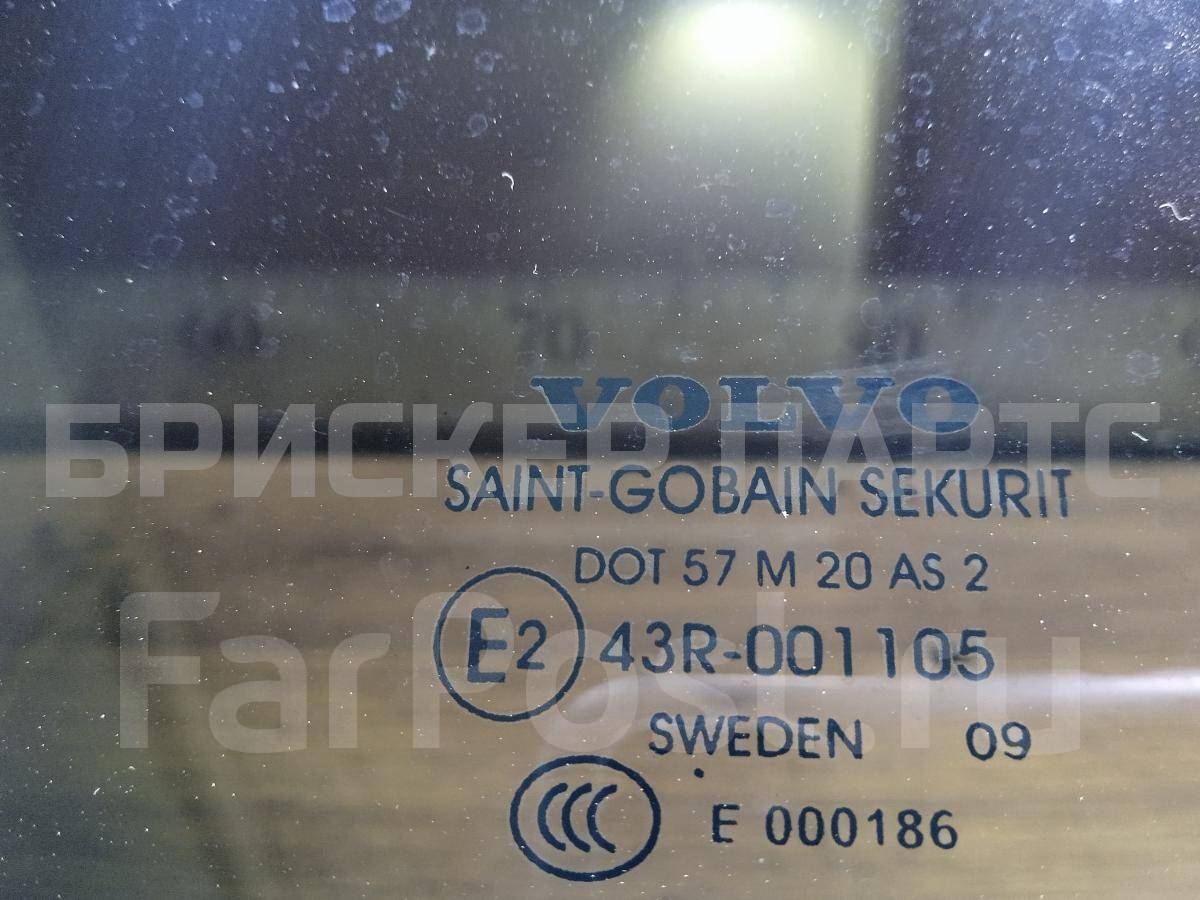 VOLVO
БРИСКЕР ПАРТС
SAINT-GOBAIN SEKURIT
DOT 57 M 20 AS 2
E2 43R-001105
FarPost.ru
SWEDEN 09
CCC E 000186